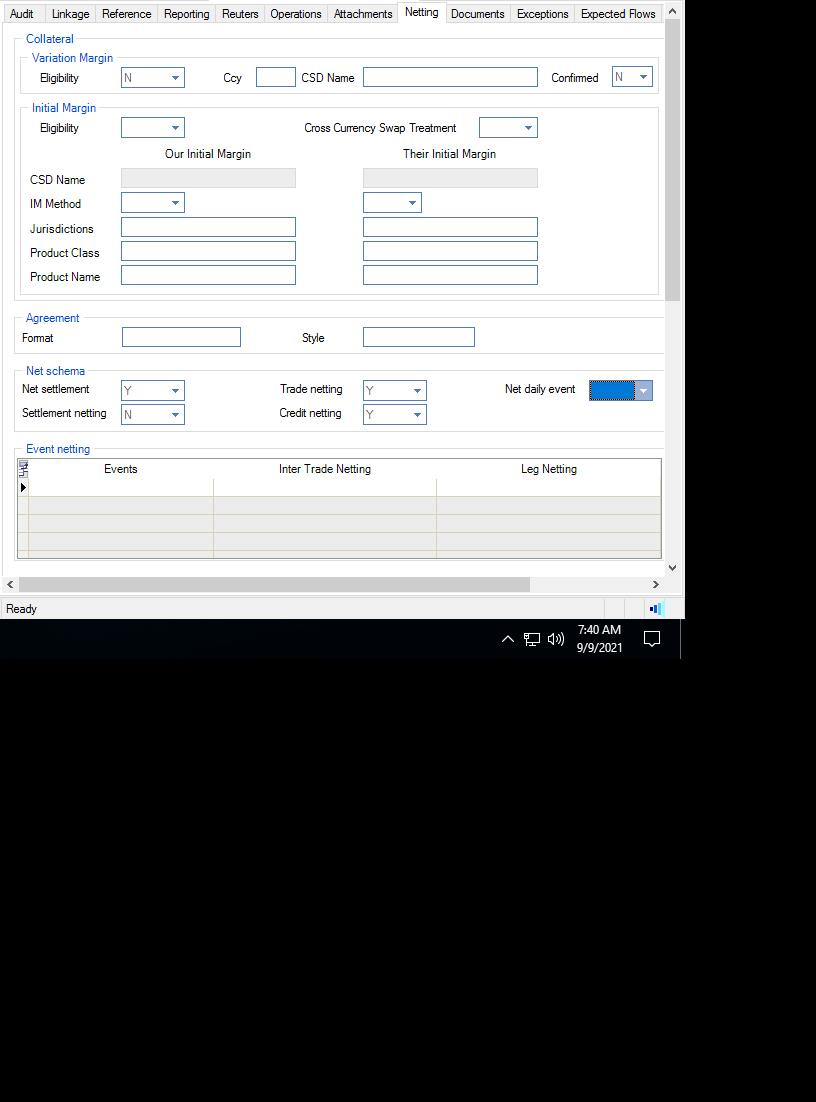 Audit Linkage Reference Reporting Reuters Operations Attachments Netting Documents Exceptions Expected Flows
Collateral
Variation Margin
Eligibility N Ccy CSD Name Confirmed N
Initial Margin
Eligibility Cross Currency Swap Treatment
Our Initial Margin Their Initial Margin
CSD Name
IM Method
Jurisdictions
Product Class
Product Name
Agreement
Format Style
Net schema
Net settlement Y Trade netting Y Net daily event
Settlement netting N Credit netting Y
Event netting
Events Inter Trade Netting Leg Netting
Ready
7:40 AM
9/9/2021